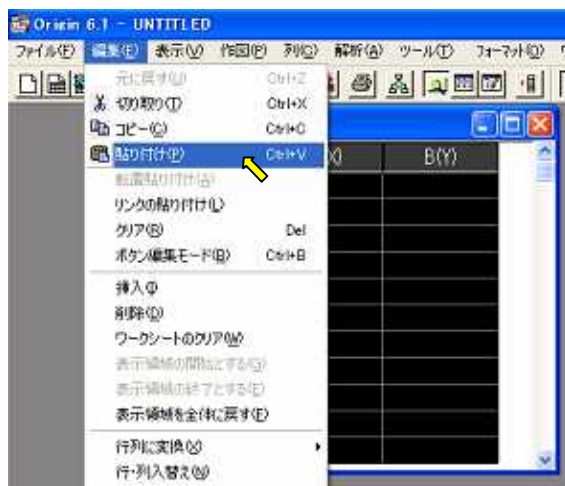 Origin 6.1 - UNTITLED
ファイル(F) 編集(E) 表示(V) 作図(P) 列(C) 解析(A) ツール(T) フォーマット(O)
元に戻す(U) Ctrl+Z
切り取り(T) Ctrl+X
コピー(C) Ctrl+C
貼り付け(P) Ctrl+V
X) B(Y)
転置貼り付け(A)
リンクの貼り付け(L)
クリア(R) Del
ボタン編集モード(B) Ctrl+B
挿入(I)
削除(D)
ワークシートのクリア(W)
表示領域の開始とする(G)
表示領域の終了とする(E)
表示領域を全体に戻す(F)
行列に変換(X)
行・列入替え(N)